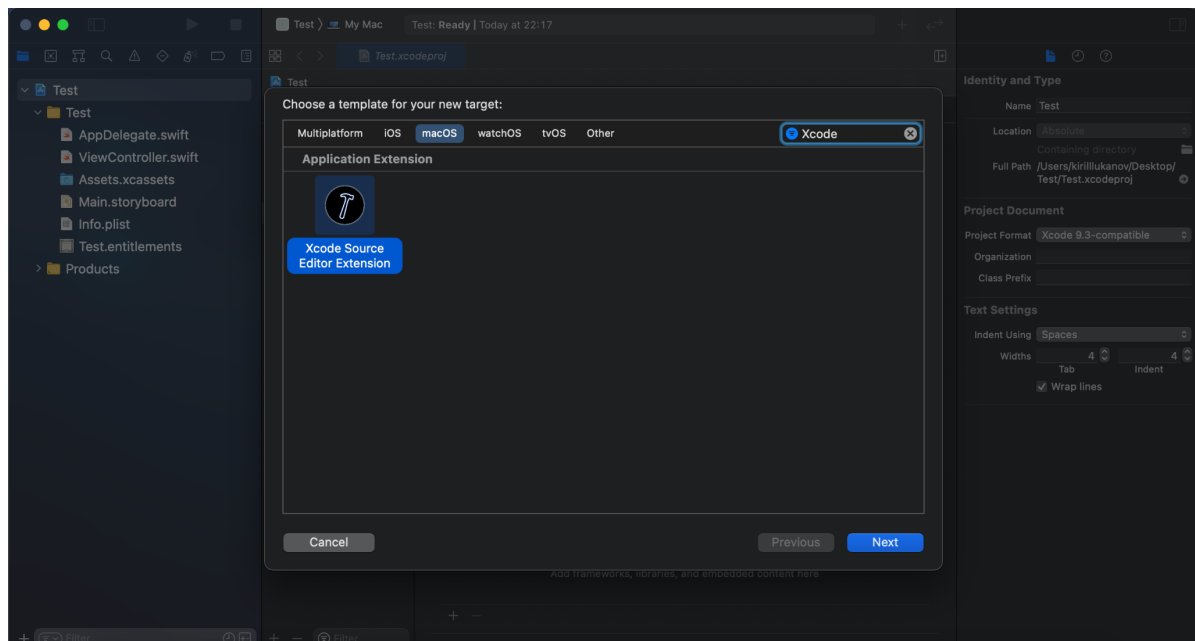 Test
My Mac
Test: Ready | Today at 22:17
Test.xcodeproj
Test
Test
AppDelegate.swift
ViewController.swift
Assets.xcassets
Main.storyboard
Info.plist
Test.entitlements
Products
Filter
Test
Choose a template for your new target:
Multiplatform iOS macOS watchOS tvOS Other
Xcode
Application Extension
Xcode Source
Editor Extension
Cancel
Previous
Next
Add frameworks, libraries, and embedded content here
Filter
Identity and Type
Name Test
Location Absolute
Containing directory
Full Path /Users/kirilllukanov/Desktop/
Test/Test.xcodeproj
Project Document
Project Format Xcode 9.3-compatible
Organization
Class Prefix
Text Settings
Indent Using Spaces
Widths 4 4
Tab Indent
Wrap lines